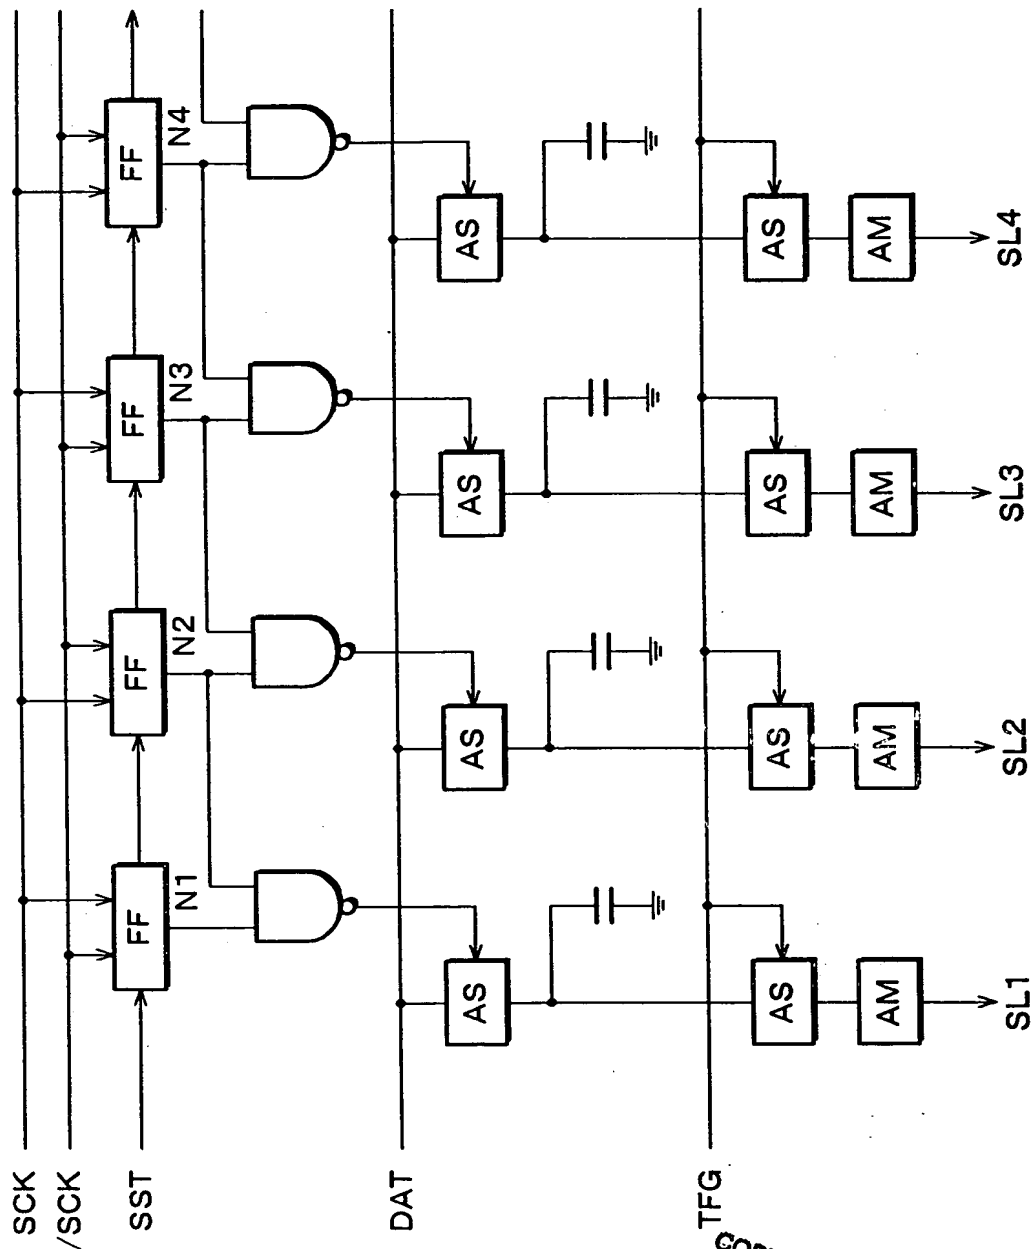 SCK
/SCK
SST
DAT
TFG
FF
FF
FF
FF
N1
N2
N3
N4
AS
AS
AS
AS
AS
AS
AS
AS
AM
AM
AM
AM
SL1
SL2
SL3
SL4